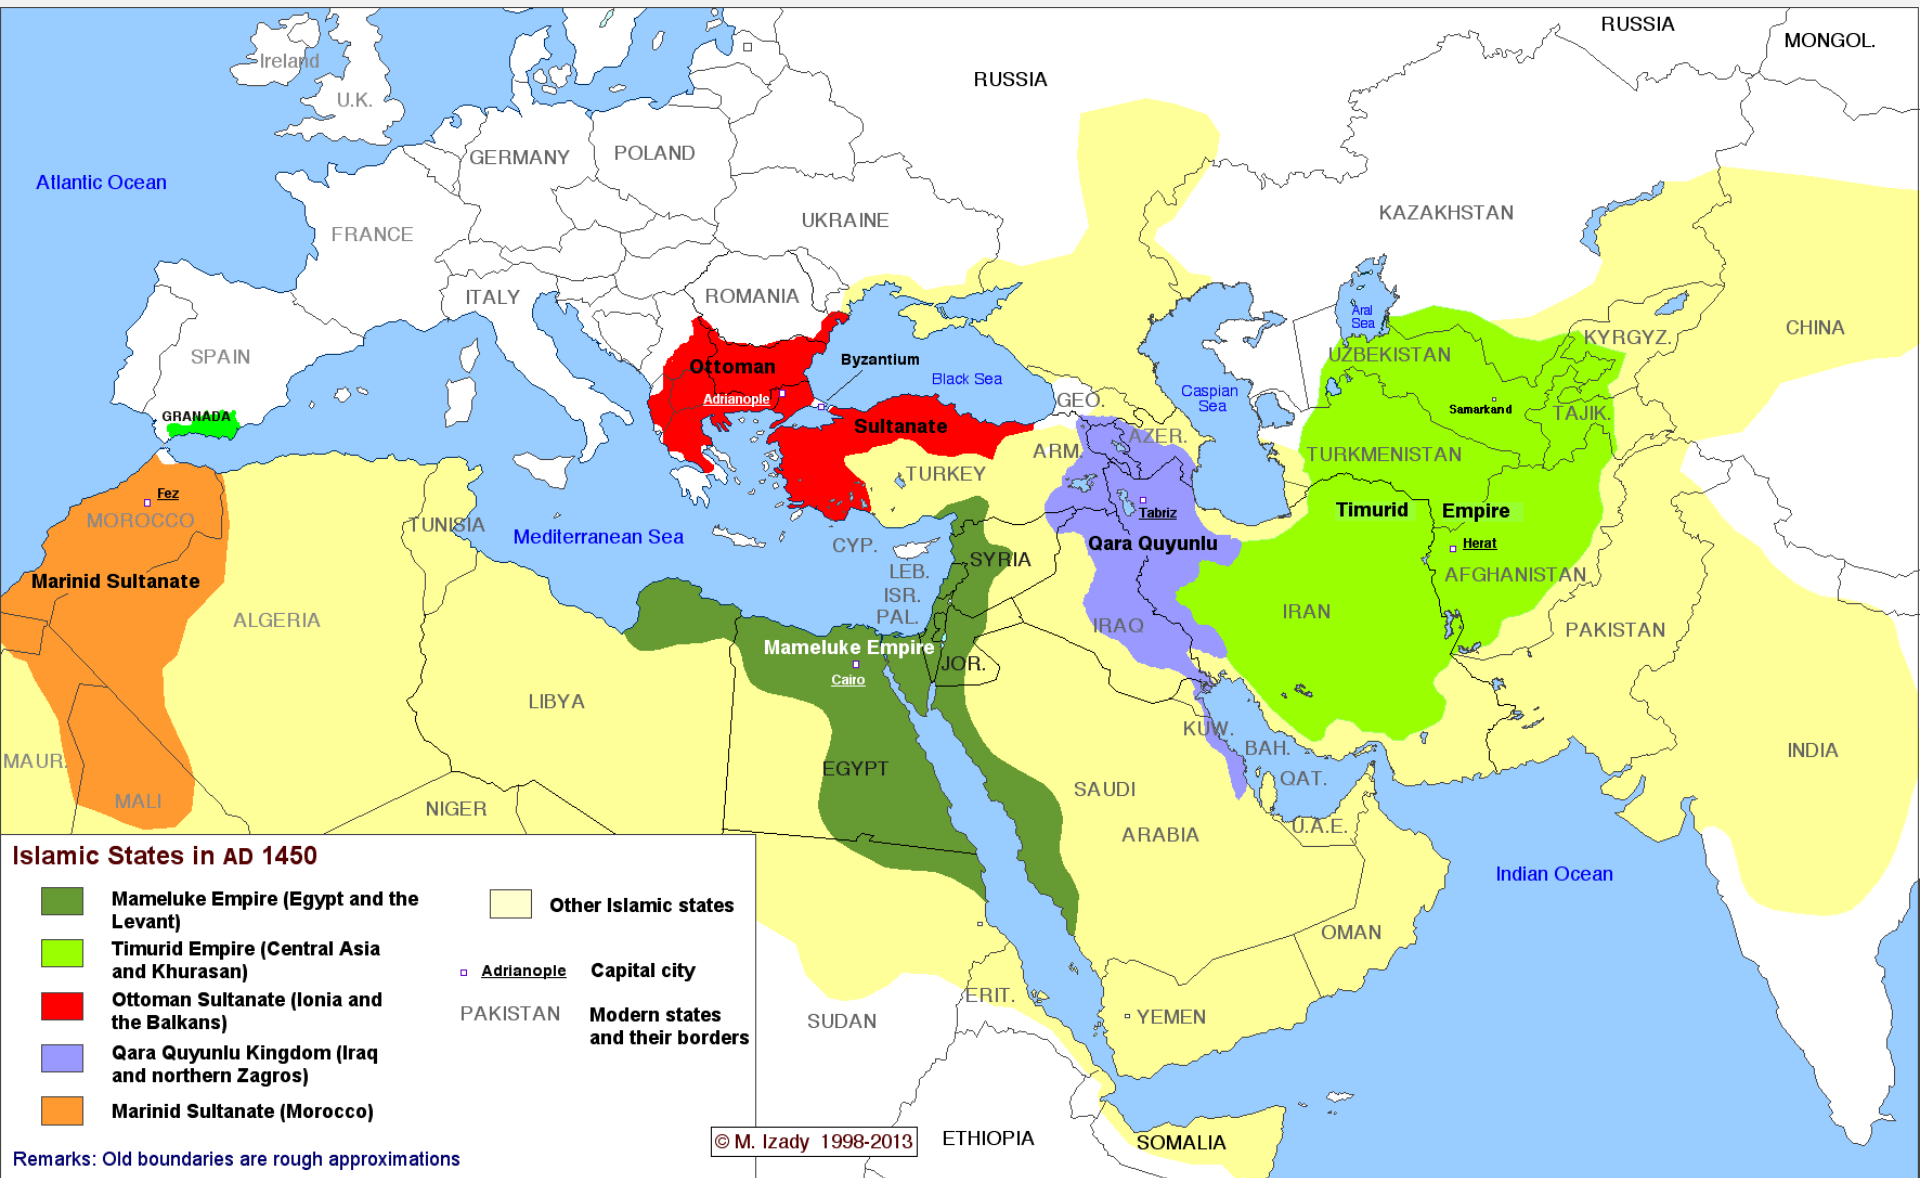 RUSSIA
MONGOL.
Ireland
RUSSIA
U.K.
GERMANY
POLAND
Atlantic Ocean
KAZAKHSTAN
UKRAINE
FRANCE
ITALY
ROMANIA
Aral
Sea
CHINA
KYRGYZ.
SPAIN
UZBEKISTAN
Byzantium
Ottoman
Black Sea
Caspian
Sea
Adrianople
GEO.
Samarkand
TAJIK.
GRANADA
Sultanate
AZER.
ARM.
TURKMENISTAN
TURKEY
Fez
MOROCCO
TUNISIA
Tabriz
Timurid Empire
Mediterranean Sea
CYP.
Qara Quyunlu
Herat
SYRIA
LEB.
AFGHANISTAN
Marinid Sultanate
ISR.
PAL.
IRAN
ALGERIA
IRAQ
PAKISTAN
Mameluke Empire
JOR.
Cairo
LIBYA
KUW.
BAH.
INDIA
MAUR.
EGYPT
QAT.
SAUDI
ARABIA
MALI
NIGER
U.A.E.
Indian Ocean
OMAN
ERIT.
SUDAN
YEMEN
ETHIOPIA
SOMALIA
Islamic States in AD 1450
Mameluke Empire (Egypt and the
Levant)
Timurid Empire (Central Asia
and Khurasan)
Ottoman Sultanate (Ionia and
the Balkans)
Qara Quyunlu Kingdom (Iraq
and northern Zagros)
Marinid Sultanate (Morocco)
Other Islamic states
Adrianople Capital city
PAKISTAN Modern states
and their borders
Remarks: Old boundaries are rough approximations
© M. Izady 1998-2013